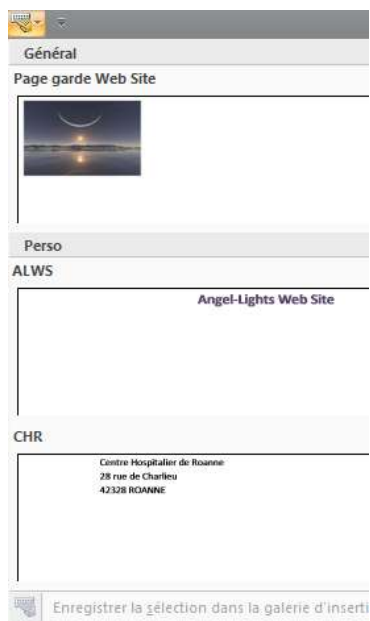 Général
Page garde Web Site
Perso
ALWS
Angel-Lights Web Site
CHR
Centre Hospitalier de Roanne
28 rue de Charlieu
42328 ROANNE
Enregistrer la sélection dans la galerie